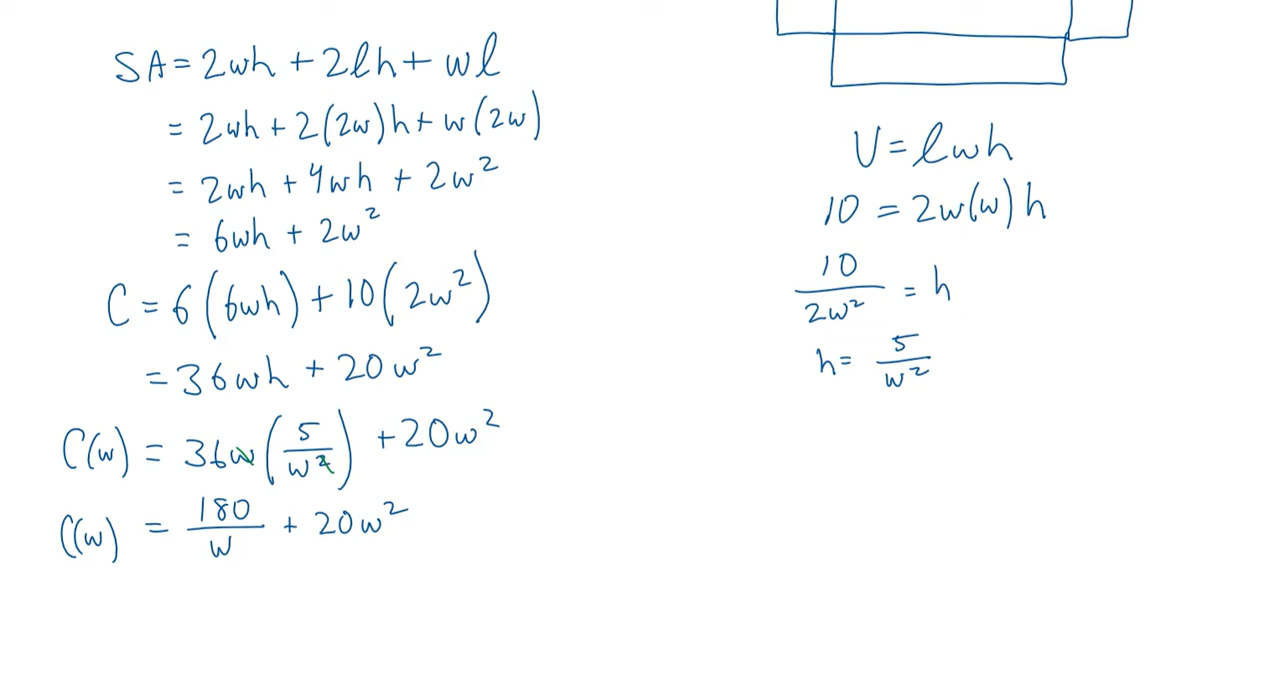 SA = 2wh + 2lh + wl
= 2wh + 2(2w)h + w(2w)
= 2wh + 4wh + 2w²
= 6wh + 2w²
C = 6(6wh) + 10(2w²)
= 36wh + 20w²
C(w) = 36w(5/w²) + 20w²
C(w) = 180/w + 20w²
V = lwh
10 = 2w(w)h
10/2w² = h
h = 5/w²